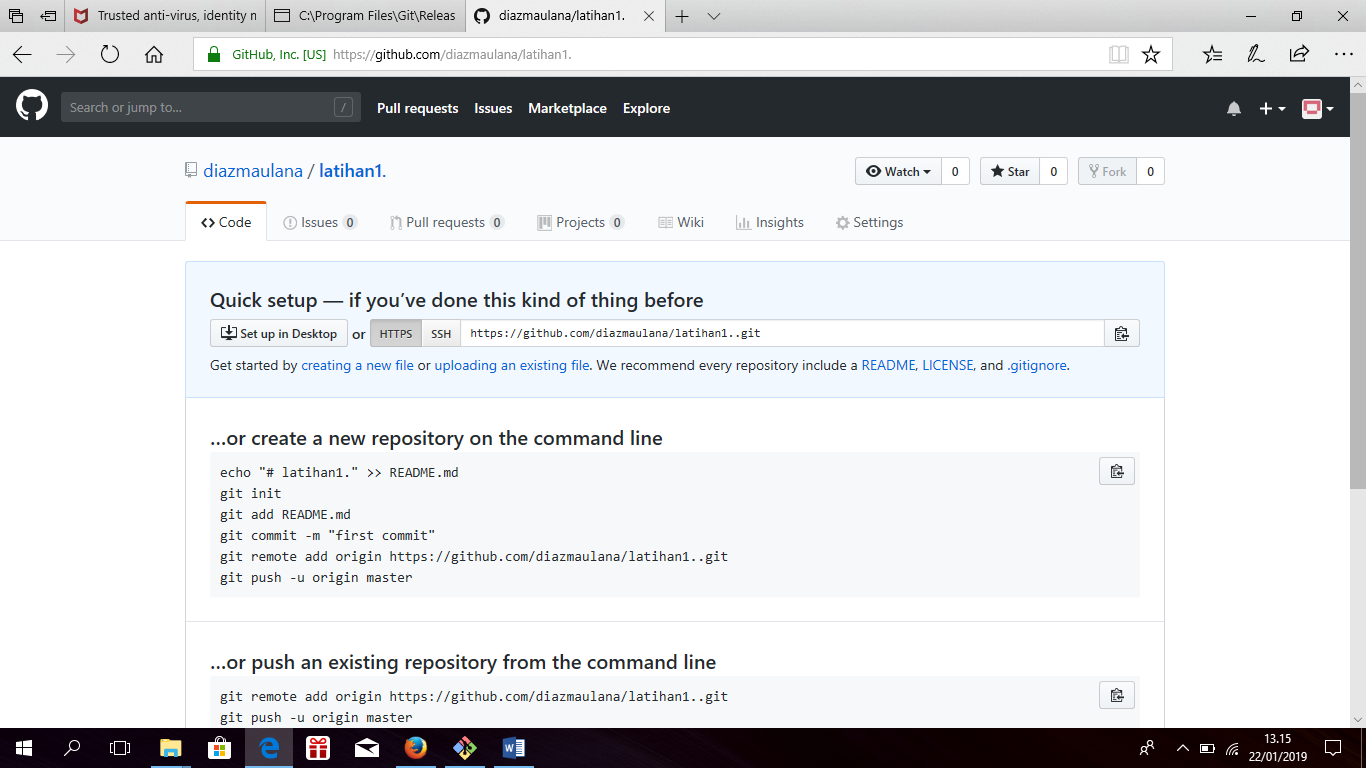 Trusted anti-virus, identity m
C:\Program Files\Git\Releas
diazmaulana/latihan1.
GitHub, Inc. [US] https://github.com/diazmaulana/latihan1.
Search or jump to... /
Pull requests Issues Marketplace Explore
diazmaulana / latihan1.
Watch 0 Star 0 Fork 0
Code Issues 0 Pull requests 0 Projects 0 Wiki Insights Settings
Quick setup — if you’ve done this kind of thing before
Set up in Desktop or HTTPS SSH https://github.com/diazmaulana/latihan1..git
Get started by creating a new file or uploading an existing file. We recommend every repository include a README, LICENSE, and .gitignore.
…or create a new repository on the command line
echo "# latihan1." >> README.md
git init
git add README.md
git commit -m "first commit"
git remote add origin https://github.com/diazmaulana/latihan1..git
git push -u origin master
…or push an existing repository from the command line
git remote add origin https://github.com/diazmaulana/latihan1..git
git push -u origin master
13.15
22/01/2019